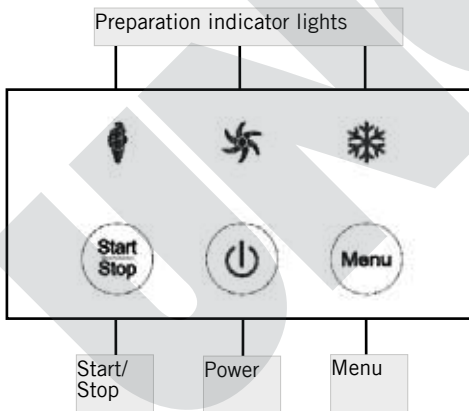 Preparation indicator lights
Start
Stop
Menu
Start/
Stop
Power
Menu